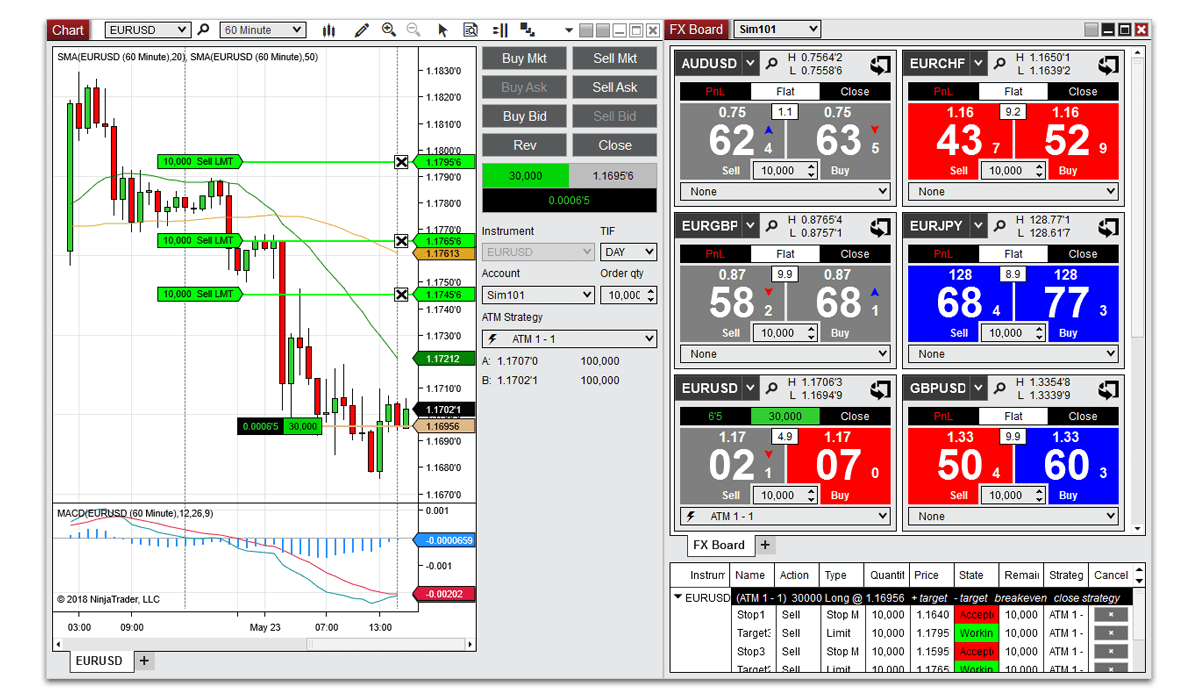 Chart
EURUSD
60 Minute
SMA(EURUSD (60 Minute),20), SMA(EURUSD (60 Minute),50)
1.1830'0
1.1820'0
1.1810'0
1.1800'0
10,000 Sell LMT
1.1795'6
1.1790'0
1.1780'0
1.1770'0
10,000 Sell LMT
1.1765'6
1.17613
1.1750'0
10,000 Sell LMT
1.1745'6
1.1740'0
1.1730'0
1.17212
1.1710'0
1.1702'1
0.0006'5 30,000
1.16956
1.1690'0
1.1680'0
1.1670'0
MACD(EURUSD (60 Minute),12,26,9)
0.001
-0.0000659
-0.001
-0.00202
© 2018 NinjaTrader, LLC
03:00 09:00 May 23 07:00 13:00
EURUSD +
Buy Mkt Sell Mkt
Buy Ask Sell Ask
Buy Bid Sell Bid
Rev Close
30,000 1.1695'6
0.0006'5
Instrument TIF
EURUSD DAY
Account Order qty
Sim101 10,000
ATM Strategy
ATM 1 - 1
A: 1.1707'0 100,000
B: 1.1702'1 100,000
FX Board Sim101
AUDUSD H 0.7564'2
L 0.7558'6
PnL Flat Close
0.75 1.1 0.75
62 4 63 5
Sell 10,000 Buy
None
EURCHF H 1.1650'1
L 1.1639'2
PnL Flat Close
1.16 9.2 1.16
43 7 52 9
Sell 10,000 Buy
None
EURGBP H 0.8765'4
L 0.8757'1
PnL Flat Close
0.87 9.9 0.87
58 2 68 1
Sell 10,000 Buy
None
EURJPY H 128.77'1
L 128.61'7
PnL Flat Close
128 8.9 128
68 4 77 3
Sell 10,000 Buy
None
EURUSD H 1.1706'3
L 1.1694'9
6'5 30,000 Close
1.17 4.9 1.17
02 1 07 0
Sell 10,000 Buy
ATM 1 - 1
GBPUSD H 1.3354'8
L 1.3339'9
PnL Flat Close
1.33 9.9 1.33
50 4 60 3
Sell 10,000 Buy
None
FX Board +
Instrum Name Action Type Quantit Price State Remaii Strateg Cancel
EURUSD (ATM 1 - 1) 30000 Long @ 1.16956 + target - target breakeven close strategy
Stop1 Sell Stop M 10,000 1.1640 Accept 10,000 ATM 1 -
Target3 Sell Limit 10,000 1.1795 Workin 10,000 ATM 1 -
Stop3 Sell Stop M 10,000 1.1595 Accept 10,000 ATM 1 -
Target2 Sell Limit 10,000 1.1765 Workin 10,000 ATM 1 -